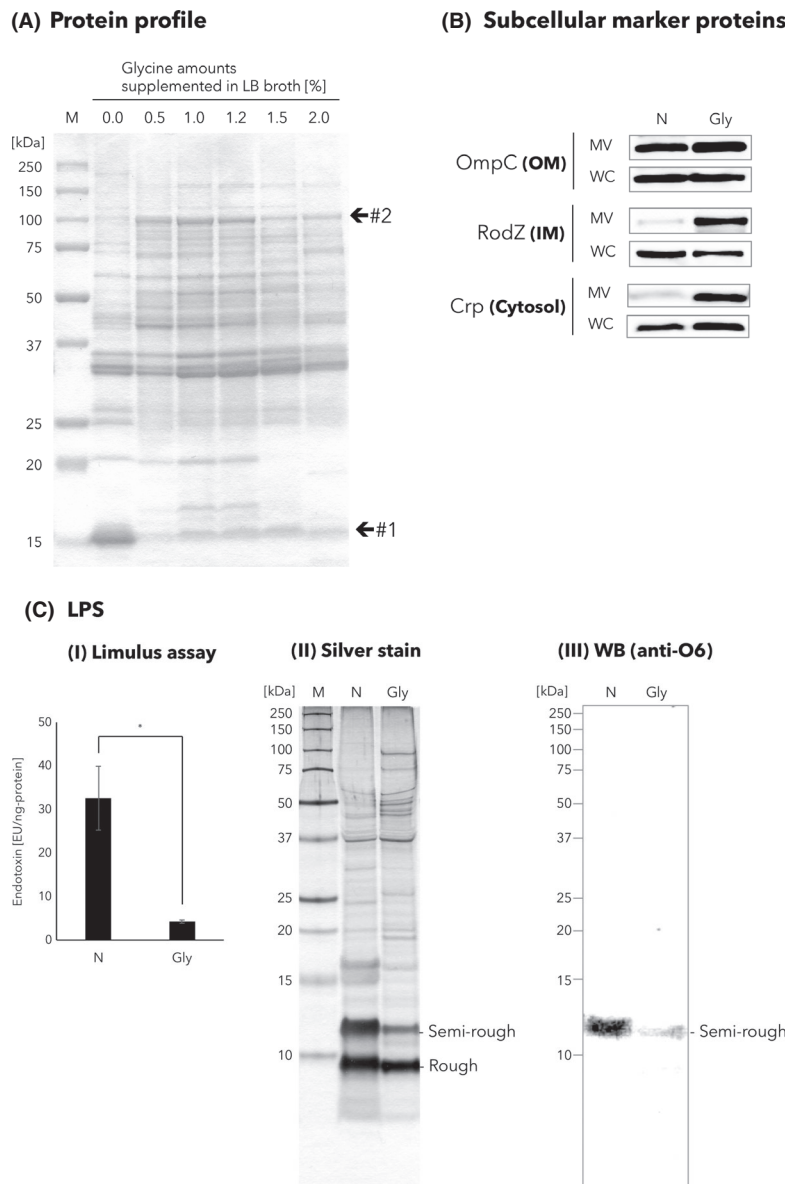 (A) Protein profile
Glycine amounts
supplemented in LB broth [%]
M 0.0 0.5 1.0 1.2 1.5 2.0
[kDa]
250
150
100
75
50
37
25
20
15
#2
#1
(B) Subcellular marker proteins
N Gly
OmpC (OM)
MV
WC
RodZ (IM)
MV
WC
Crp (Cytosol)
MV
WC
(C) LPS
(I) Limulus assay
Endotoxin [EU/ng-protein]
50
40
30
20
10
0
*
N Gly
(II) Silver stain
[kDa] M N Gly
250
150
100
75
50
37
25
20
15
10
- Semi-rough
- Rough
(III) WB (anti-O6)
[kDa] N Gly
250
150
100
75
50
37
25
20
15
10
- Semi-rough